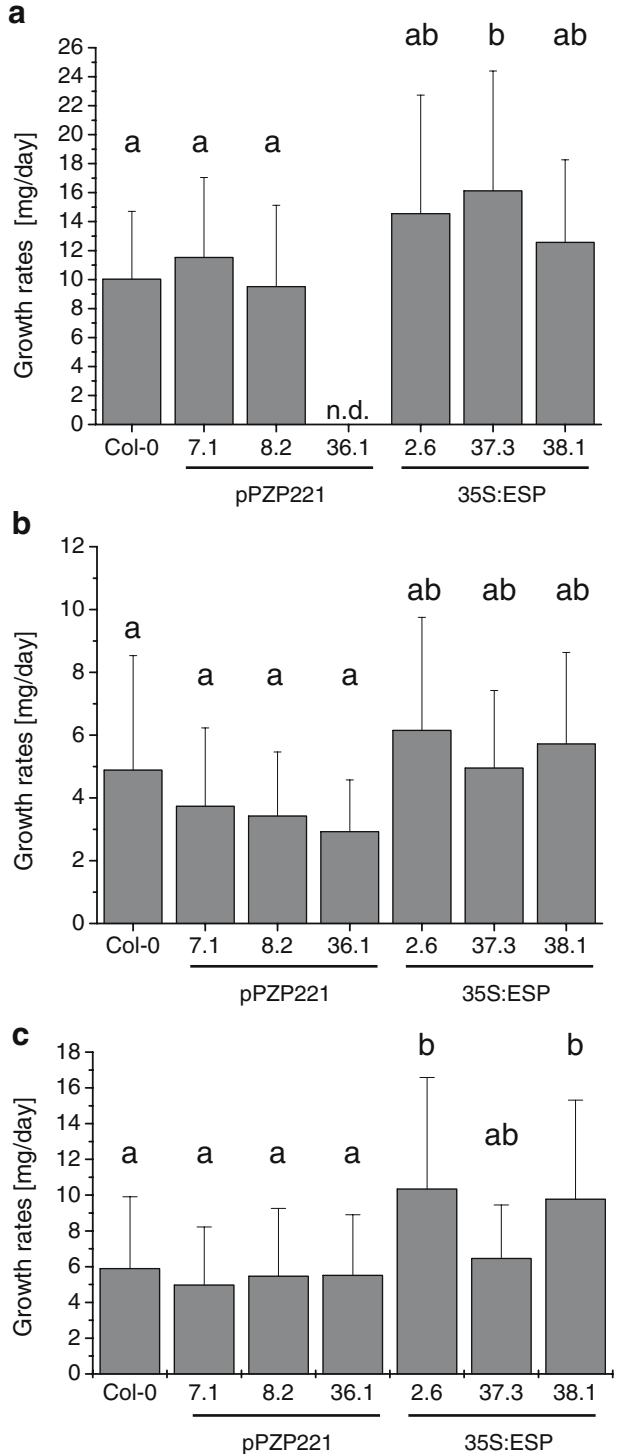 a
26
24
22
20
18
16
14
12
10
8
6
4
2
0
Growth rates [mg/day]
a a a ab b ab
n.d.
Col-0 7.1 8.2 36.1 2.6 37.3 38.1
pPZP221 35S:ESP
b
12
10
8
6
4
2
0
Growth rates [mg/day]
a a a a ab ab ab
Col-0 7.1 8.2 36.1 2.6 37.3 38.1
pPZP221 35S:ESP
c
18
16
14
12
10
8
6
4
2
0
Growth rates [mg/day]
a a a a b ab b
Col-0 7.1 8.2 36.1 2.6 37.3 38.1
pPZP221 35S:ESP